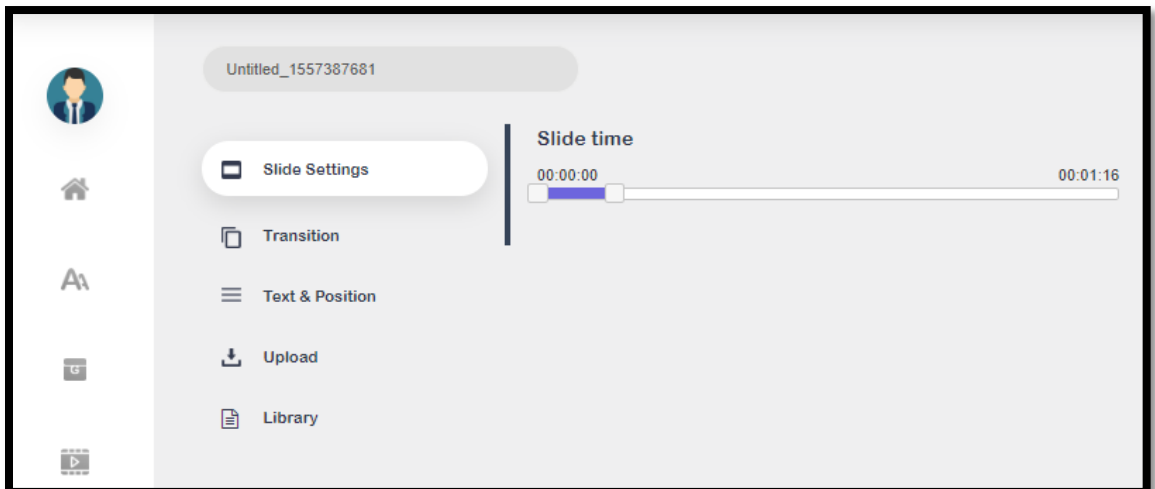 Untitled_1557387681
Slide Settings
Transition
Text & Position
Upload
Library
Slide time
00:00:00 00:01:16